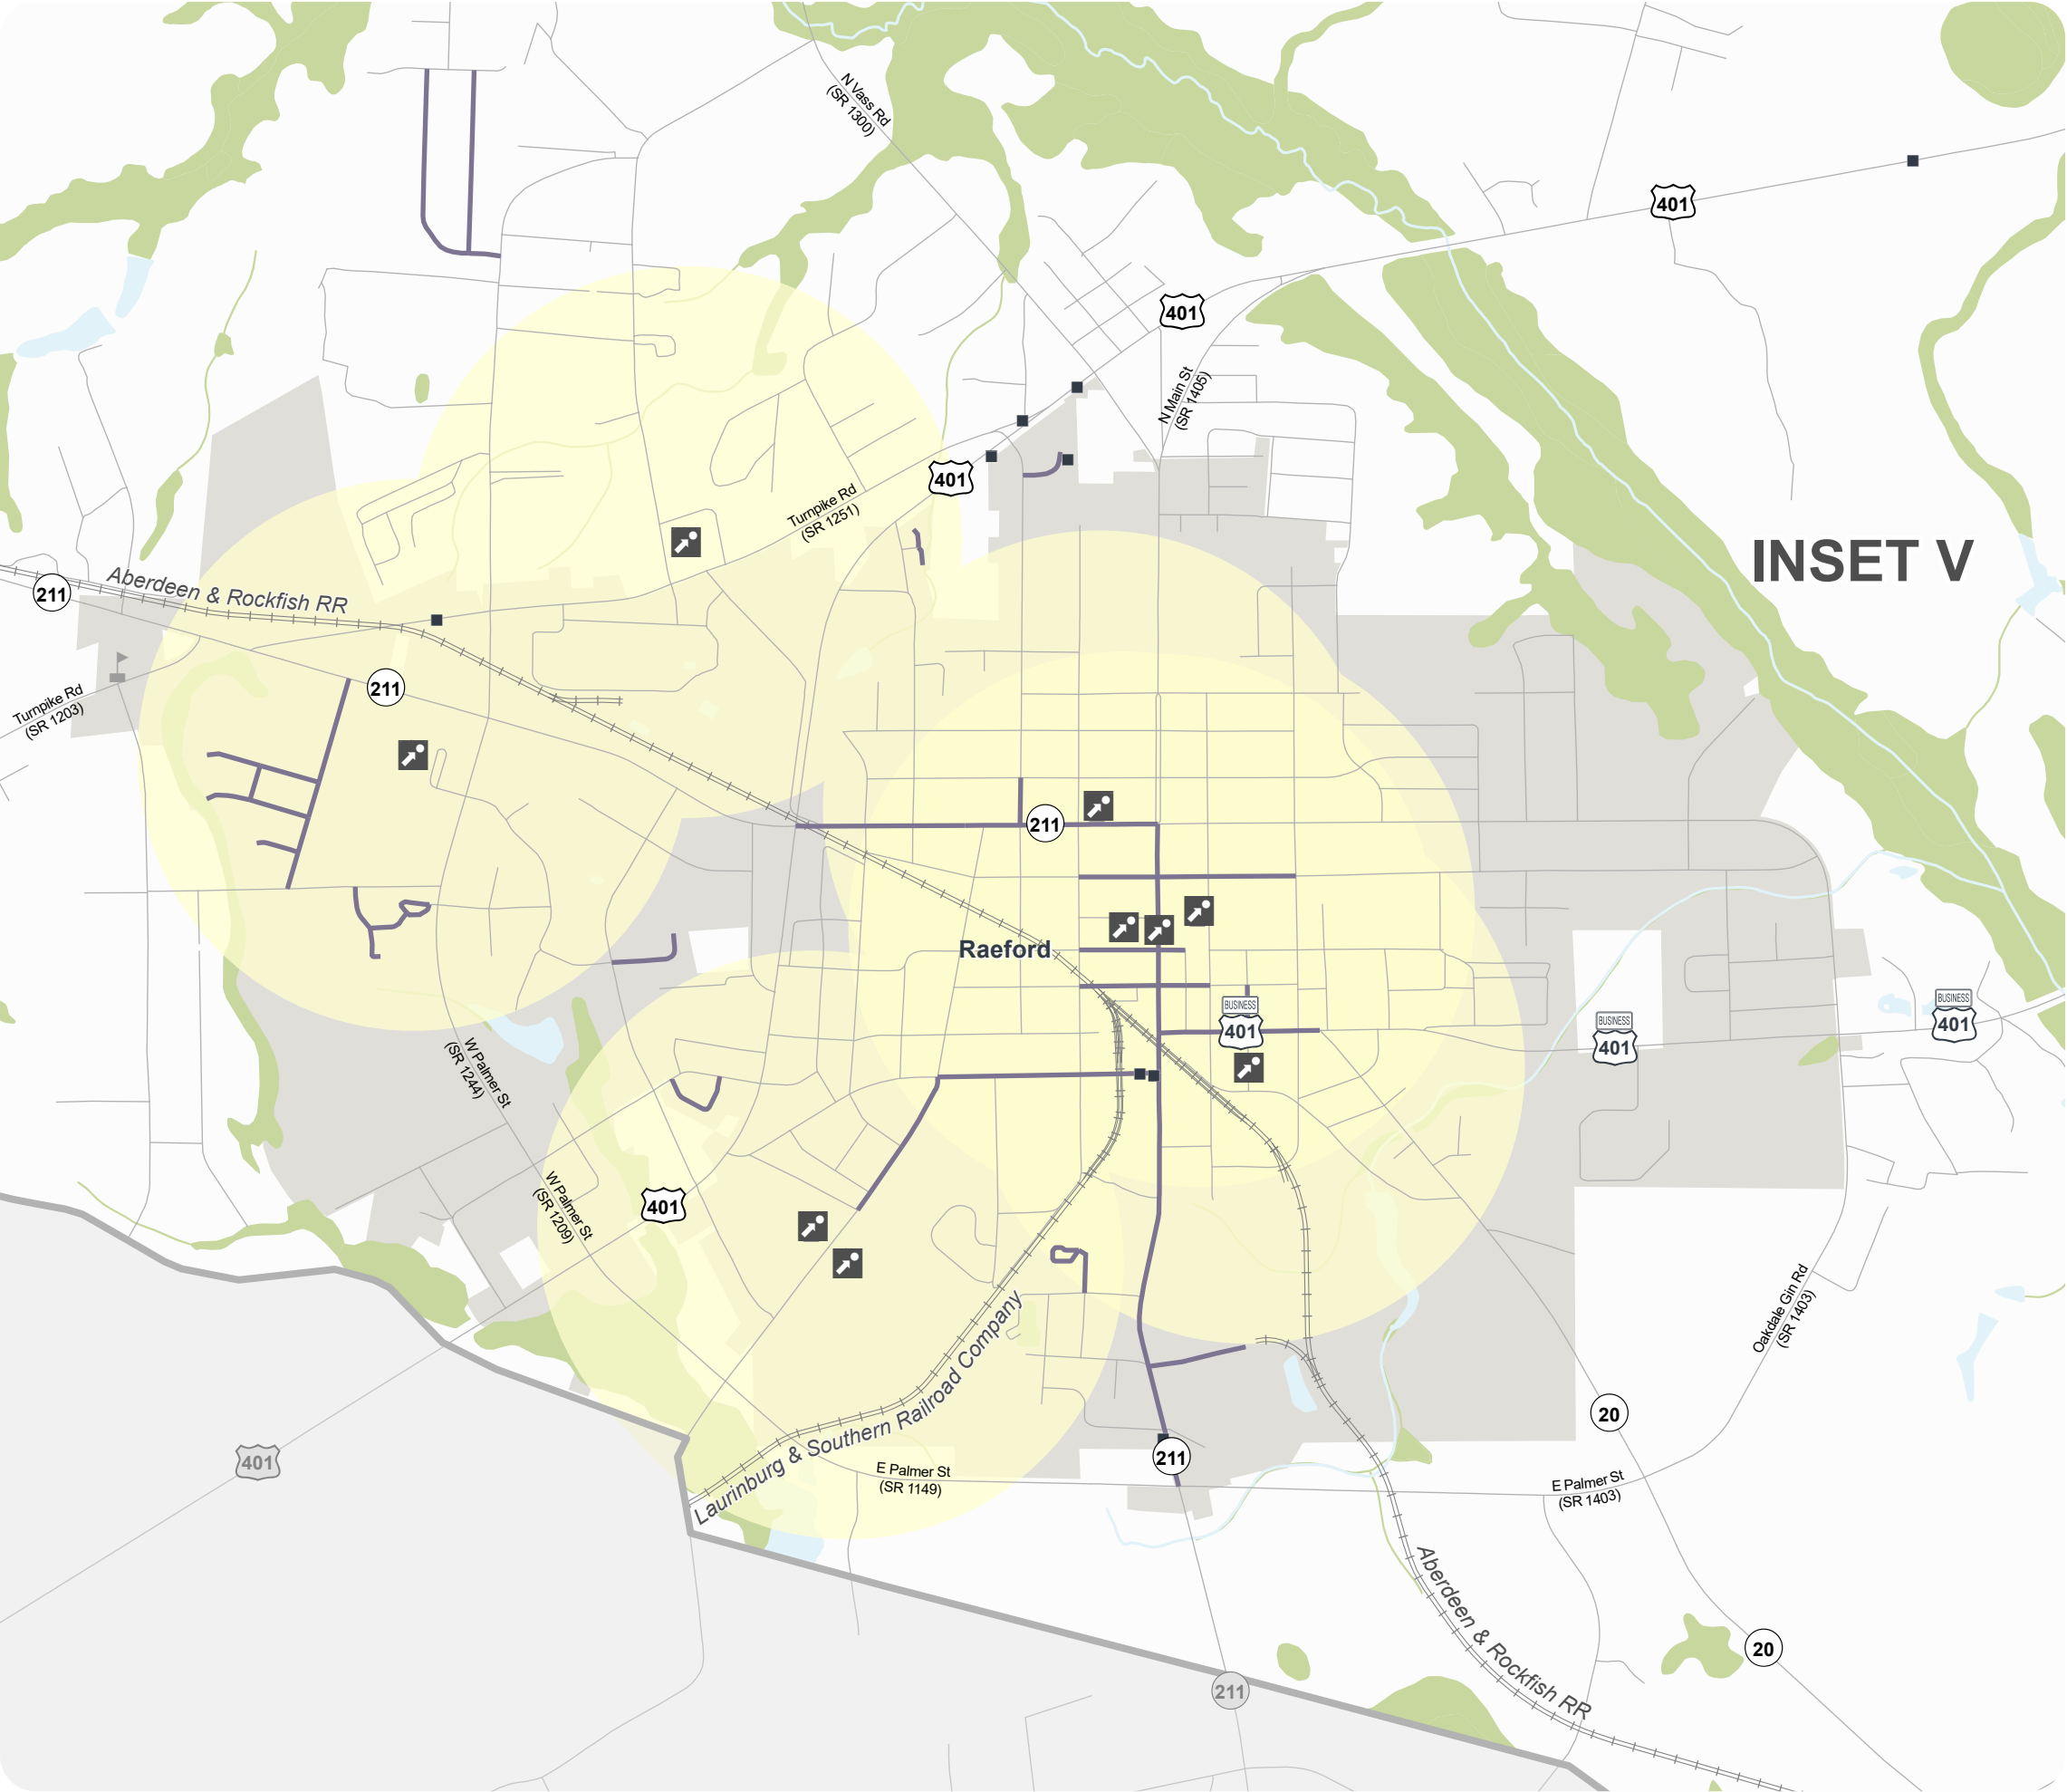 N Vass Rd
(SR 1300)
401
401
N Main St
(SR 1405)
401
Turnpike Rd
(SR 1251)
INSET V
Aberdeen & Rockfish RR
211
211
Turnpike Rd
(SR 1203)
211
Raeford
BUSINESS
401
BUSINESS
401
BUSINESS
401
W Palmer St
(SR 1244)
W Palmer St
(SR 1209)
401
Oakdale Gin Rd
(SR 1403)
Laurinburg & Southern Railroad Company
20
401
211
E Palmer St
(SR 1149)
E Palmer St
(SR 1403)
Aberdeen & Rockfish RR
20
211